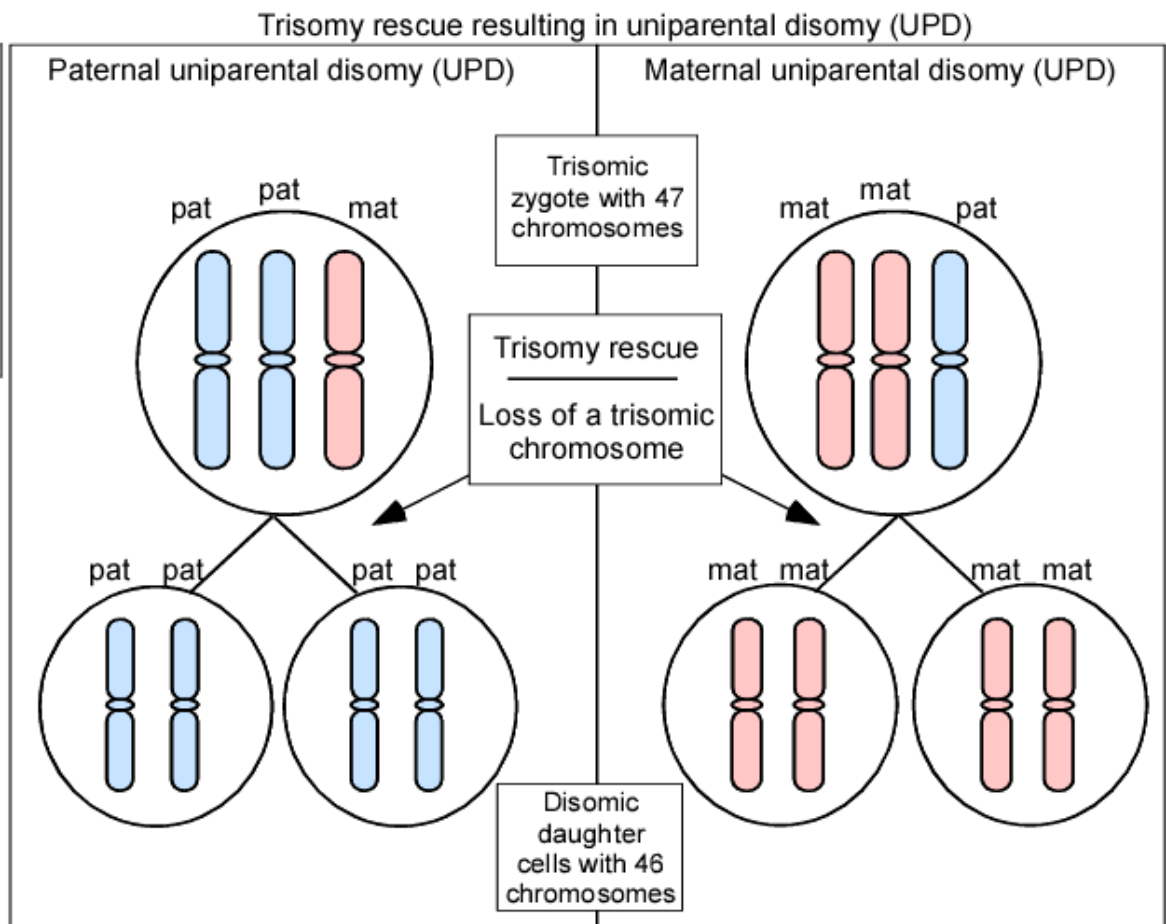 Trisomy rescue resulting in uniparental disomy (UPD)
Paternal uniparental disomy (UPD)
Maternal uniparental disomy (UPD)
Trisomic
zygote with 47
chromosomes
pat
pat
mat
mat
mat
pat
Trisomy rescue
Loss of a trisomic
chromosome
pat pat
pat pat
mat mat
mat mat
Disomic
daughter
cells with 46
chromosomes